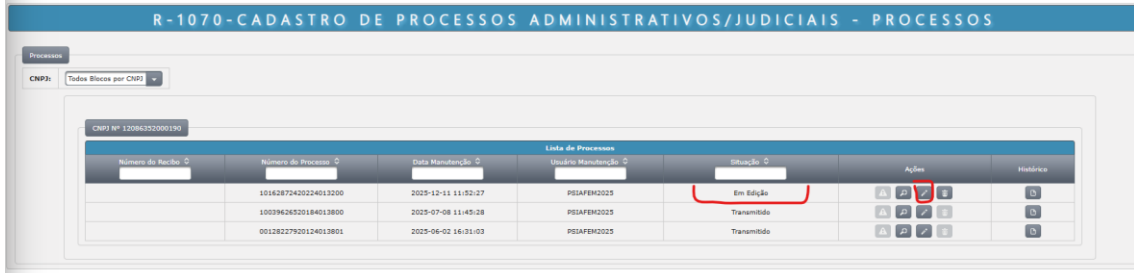 R-1070-CADASTRO DE PROCESSOS ADMINISTRATIVOS/JUDICIAIS - PROCESSOS
Processos
CNPJ: Todos Blocos por CNPJ
CNPJ Nº 12086352000190
Lista de Processos
Número do Recibo Número do Processo Data Manutenção Usuário Manutenção Situação Ações Histórico
10162872420224013200 2025-12-11 11:52:27 PSIAFEM2025 Em Edição
10039626520184013800 2025-07-08 11:45:28 PSIAFEM2025 Transmitido
00128227920124013801 2025-06-02 16:31:03 PSIAFEM2025 Transmitido